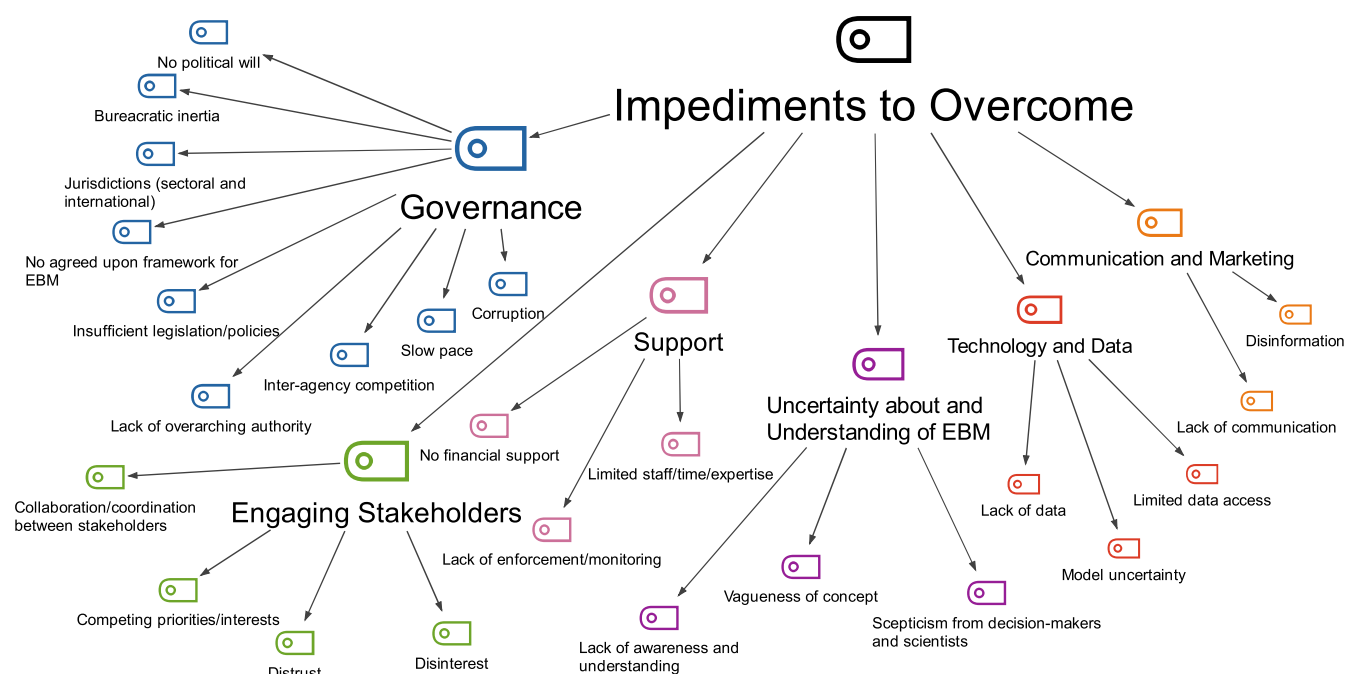 Impediments to Overcome
No political will
Bureacratic inertia
Jurisdictions (sectoral and
international)
No agreed upon framework for
EBM
Insufficient legislation/policies
Lack of overarching authority
Governance
Inter-agency competition
Slow pace
Corruption
Engaging Stakeholders
Collaboration/coordination
between stakeholders
Competing priorities/interests
Distrust
Disinterest
Support
No financial support
Lack of enforcement/monitoring
Limited staff/time/expertise
Uncertainty about and
Understanding of EBM
Lack of awareness and
understanding
Vagueness of concept
Scepticism from decision-makers
and scientists
Technology and Data
Lack of data
Model uncertainty
Limited data access
Communication and Marketing
Lack of communication
Disinformation